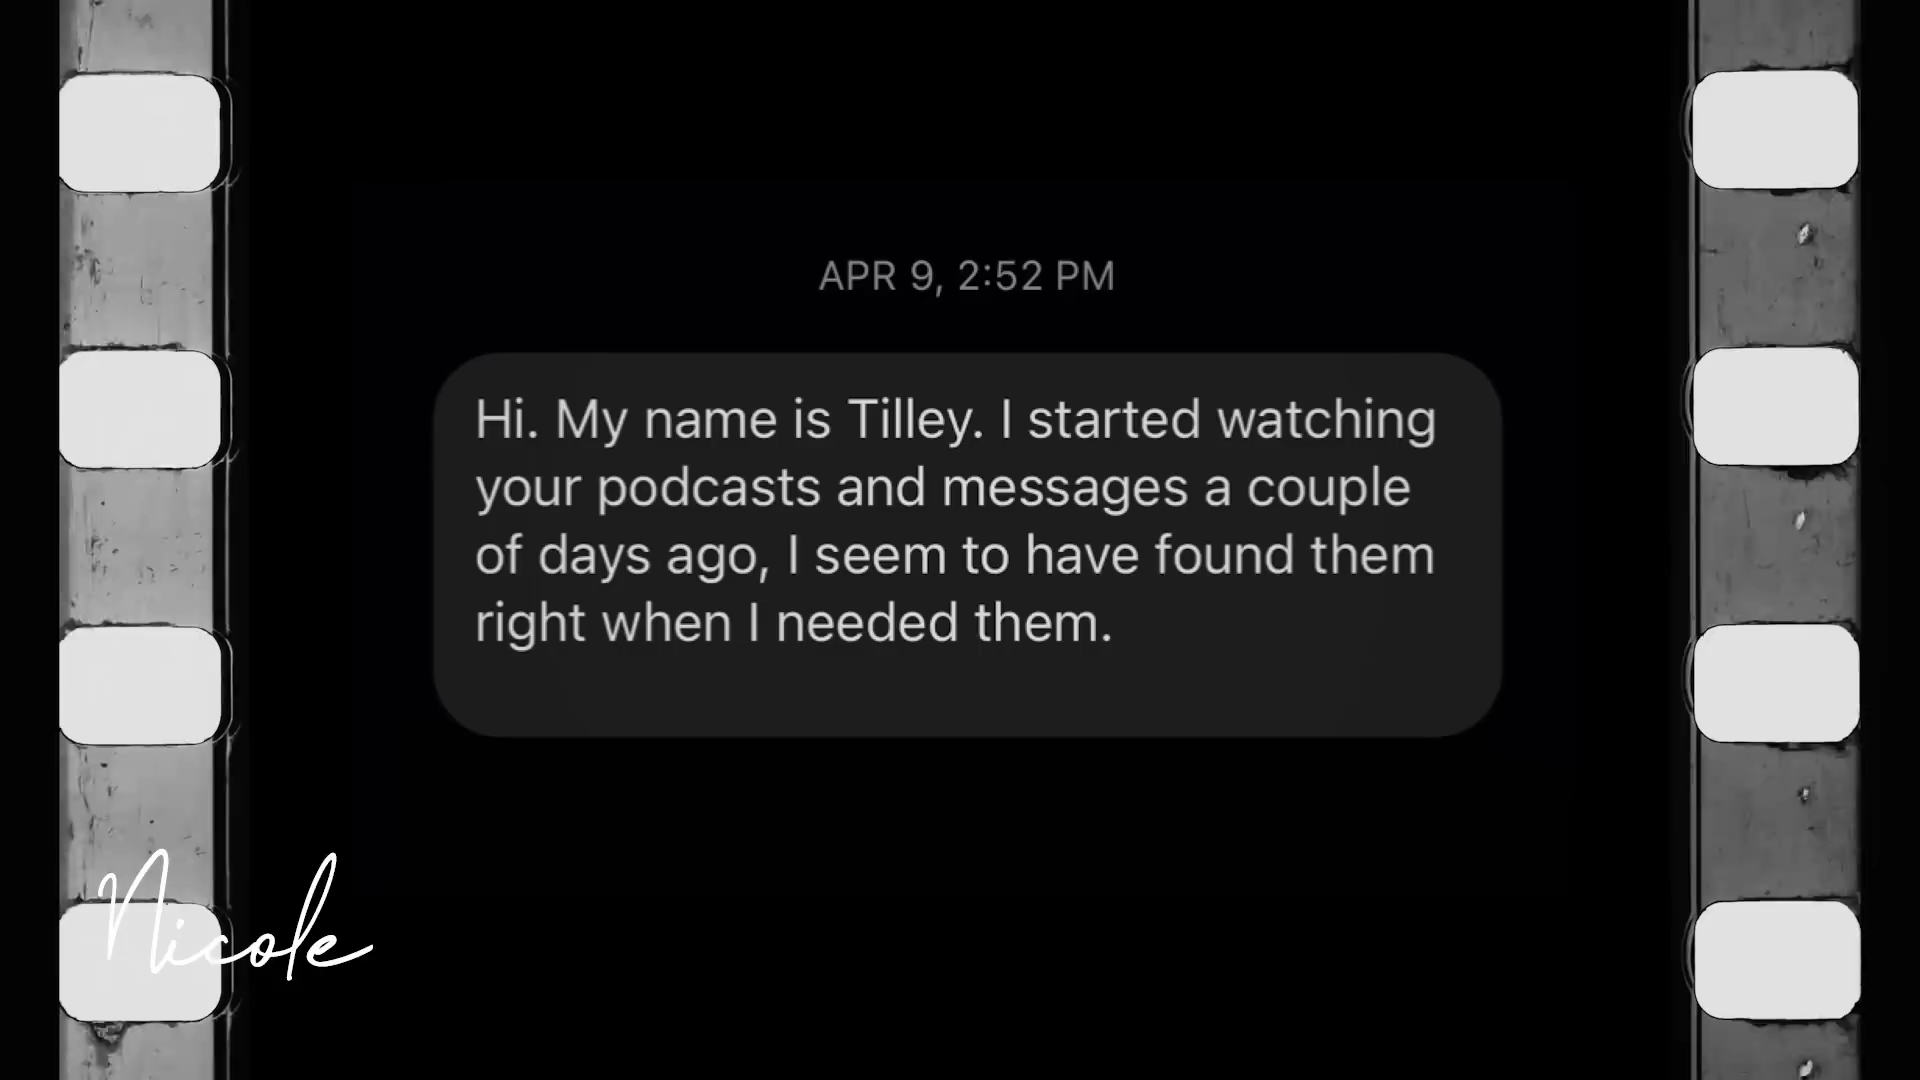 APR 9, 2:52 PM
Hi. My name is Tilley. I started watching
your podcasts and messages a couple
of days ago, I seem to have found them
right when I needed them.
Nicole